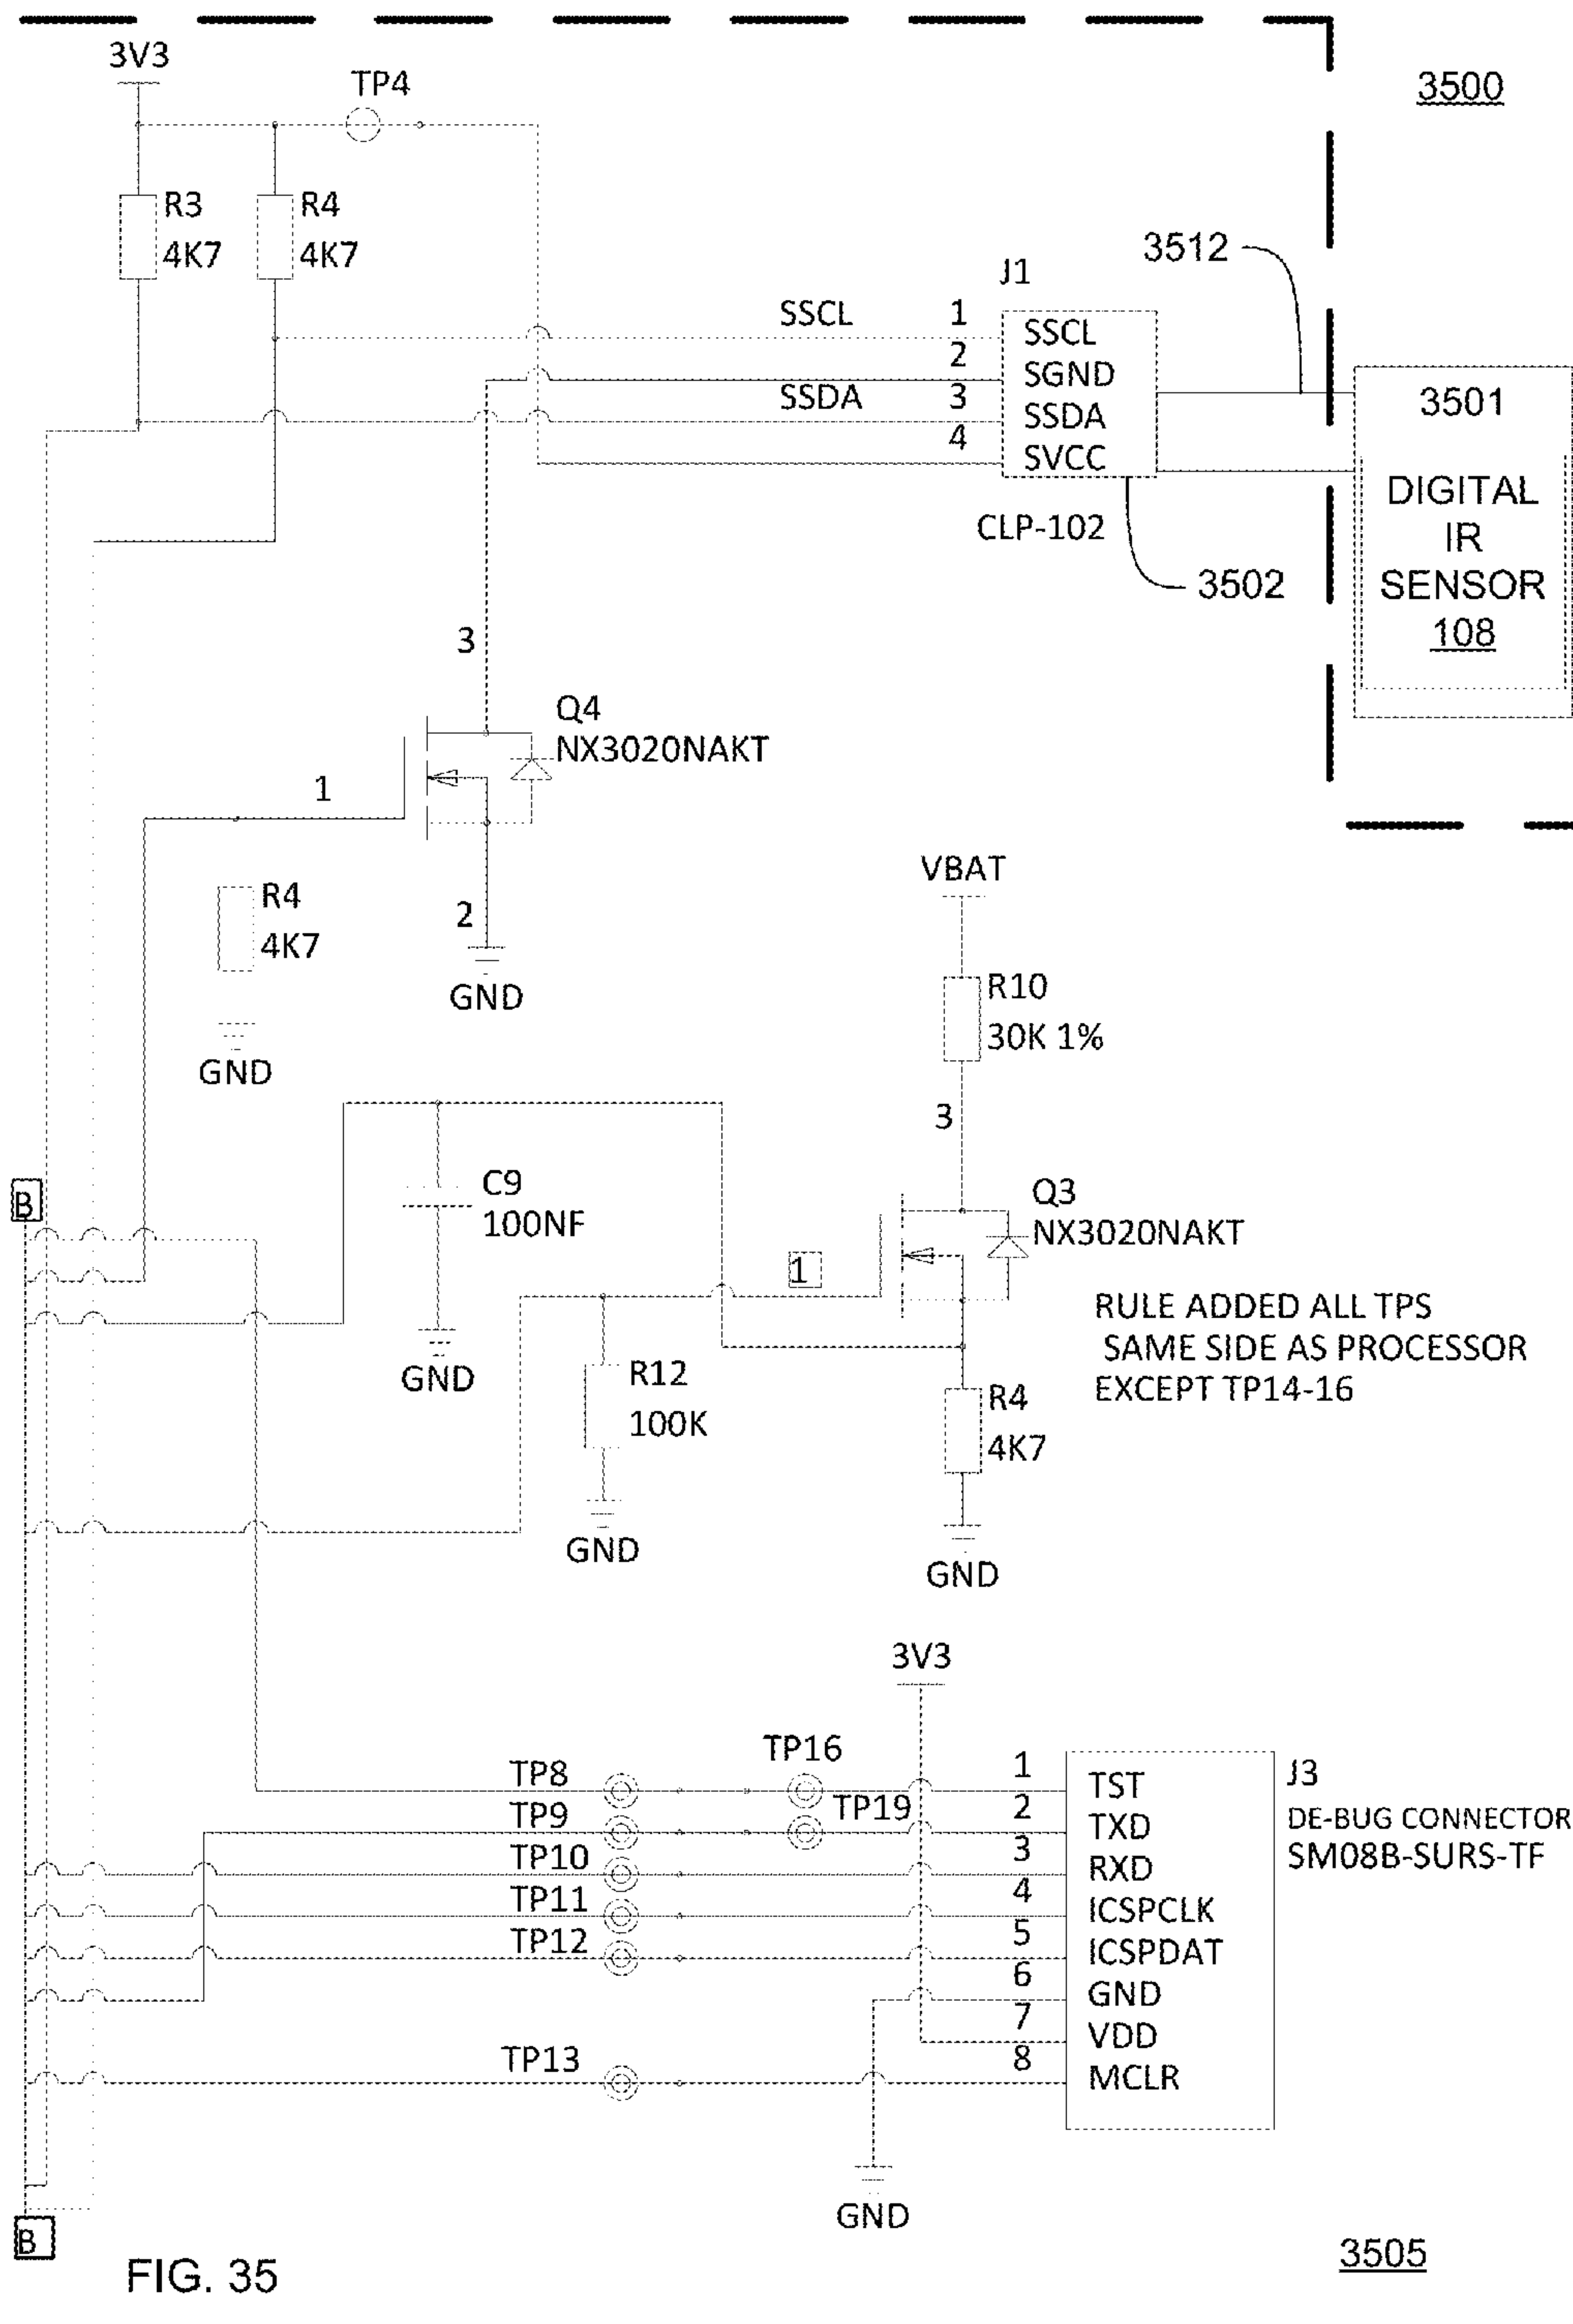 3V3
TP4
3500
R3
4K7
R4
4K7
3512
J1
SSCL
1
2
SSDA
3
4
SSCL
SGND
SSDA
SVCC
CLP-102
3502
3501
DIGITAL
IR
SENSOR
108
3
Q4
NX3020NAKT
1
2
GND
R4
4K7
GND
VBAT
R10
30K 1%
3
Q3
NX3020NAKT
1
B
C9
100NF
GND
R12
100K
GND
R4
4K7
GND
RULE ADDED ALL TPS
SAME SIDE AS PROCESSOR
EXCEPT TP14-16
3V3
TP8
TP16
TP9
TP19
TP10
TP11
TP12
TP13
1
2
3
4
5
6
7
8
TST
TXD
RXD
ICSPCLK
ICSPDAT
GND
VDD
MCLR
J3
DE-BUG CONNECTOR
SM08B-SURS-TF
GND
B
FIG. 35
3505